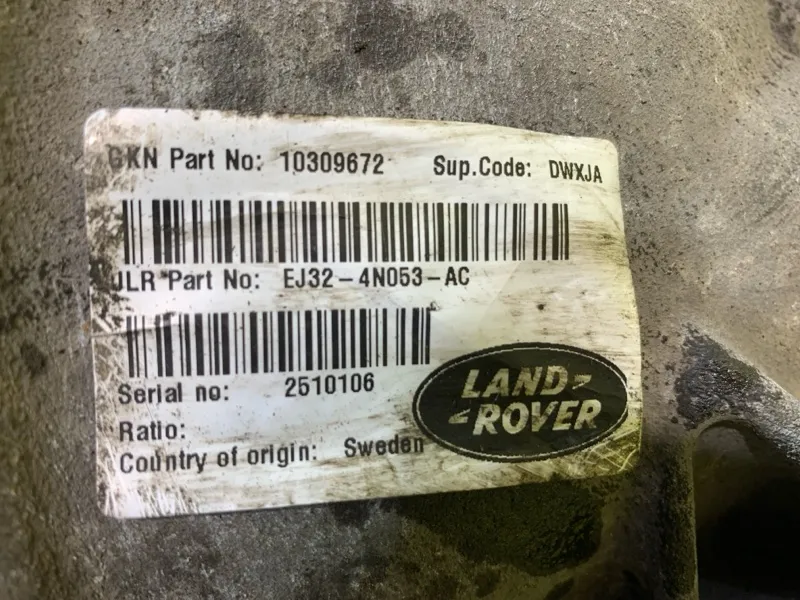 GKN Part No: 10309672 Sup.Code: DWXJA
JLR Part No: EJ32-4N053-AC
Serial no: 2510106
Ratio:
Country of origin: Sweden
LAND-
-ROVER